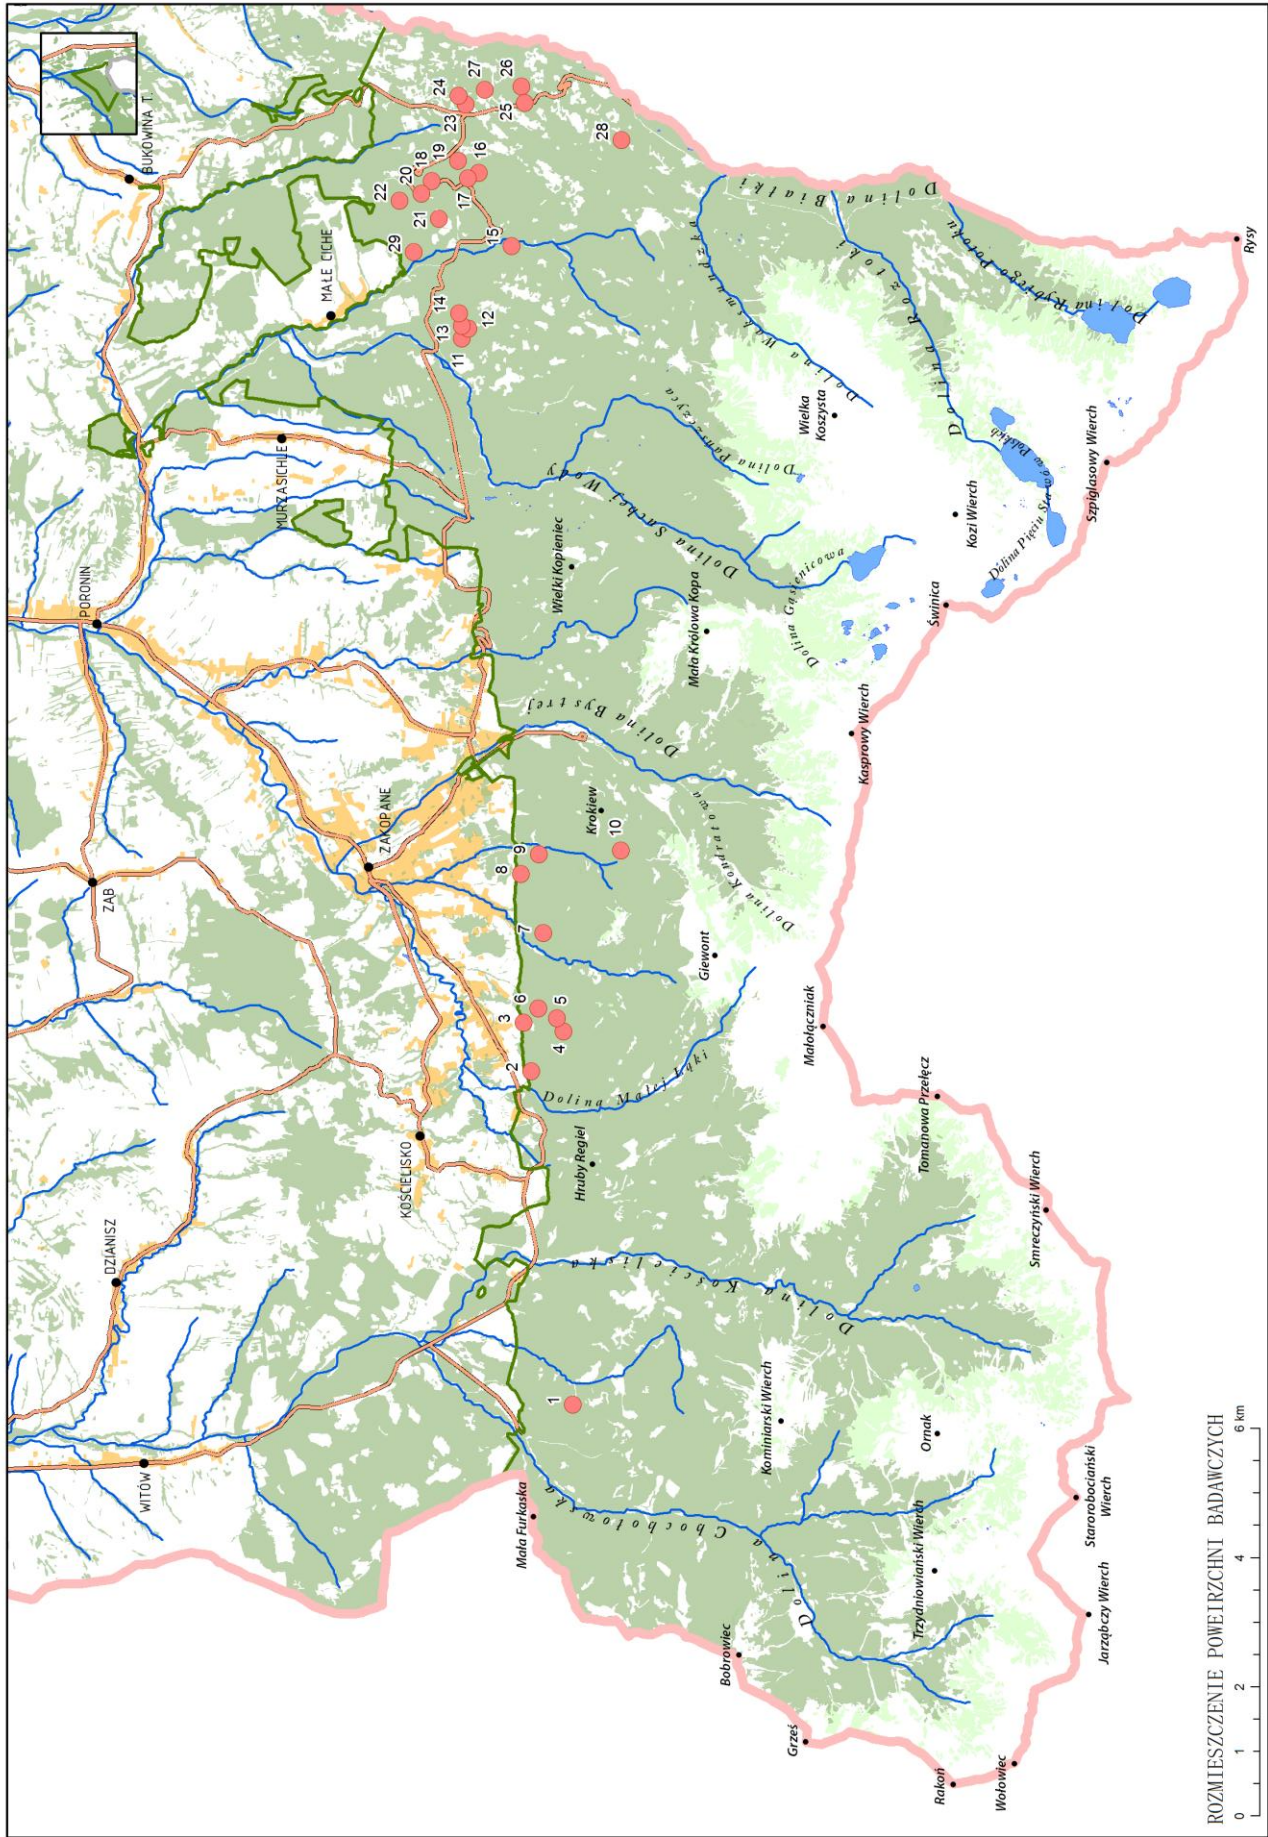 BUKOWINA T.
PORONIN
ZĄB
DZIANISZ
WITÓW
MAŁE CICHE
MURZASICHLE
ZAKOPANE
KOŚCIELISKO
1
2
3
4
5
6
7
8
9
10
11
12
13
14
15
16
17
18
19
20
21
22
23
24
25
26
27
28
29
Mała Furkaska
Bobrowiec
Grześ
Rakoń
Wołowiec
Jarząbczy Wierch
Trzydniowiański Wierch
Starorobociański
Wierch
Ornak
Kominiarski Wierch
Dolina Chochołowska
Dolina Kościeliska
Hruby Regiel
Dolina Małej Łąki
Smreczyński Wierch
Tomanowa Przełęcz
Małołączniak
Giewont
Krokiew
Dolina Kondratowa
Dolina Bystrej
Kasprowy Wierch
Mała Królowa Kopa
Wielki Kopieniec
Dolina Gąsienicowa
Dolina Suchej Wody
Dolina Pańszczyca
Świnica
Kozi Wierch
Wielka
Koszysta
Dolina Waksmundzka
Dolina Pięciu Stawów Polskich
Dolina Roztoki
Dolina Białki
Dolina Rybiego Potoku
Szpiglasowy Wierch
Rysy
ROZMIESZCZENIE POWEIRZCHNI BADAWCZYCH
0 1 2 4 6 km